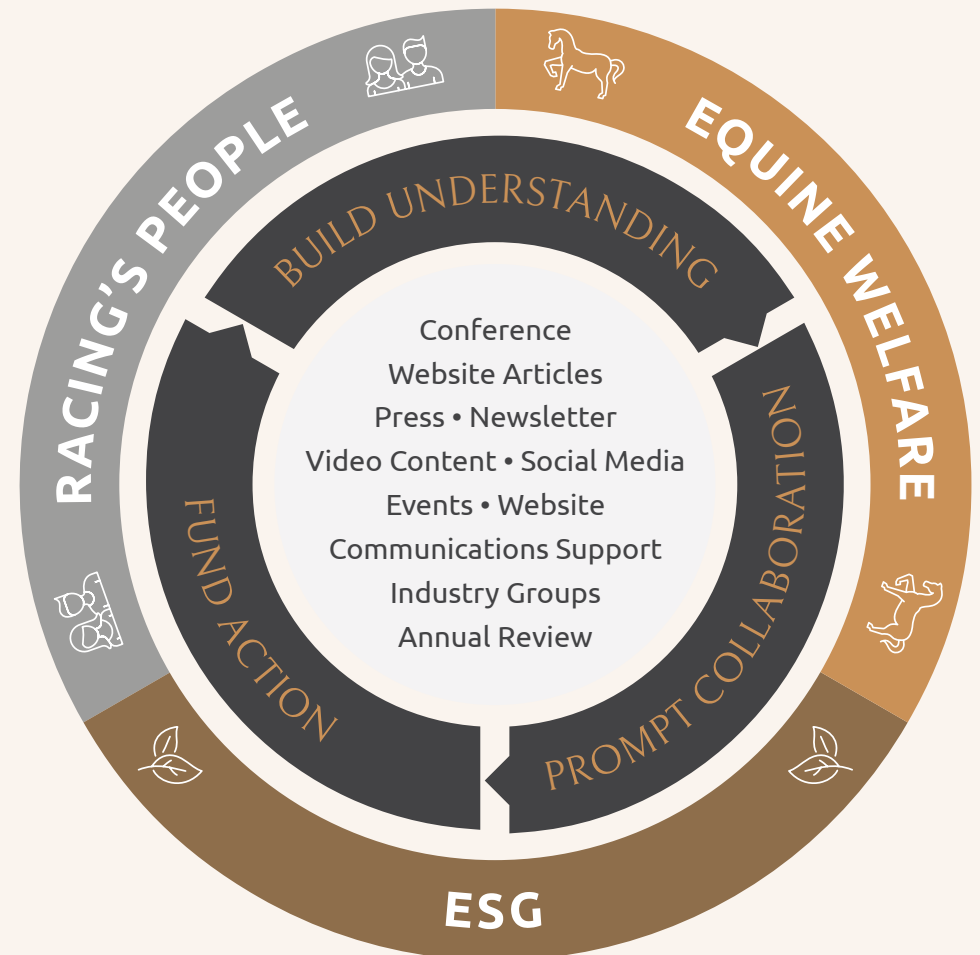 RACING'S PEOPLE
EQUINE WELFARE
ESG
BUILD UNDERSTANDING
PROMPT COLLABORATION
FUND ACTION
Conference
Website Articles
Press • Newsletter
Video Content • Social Media
Events • Website
Communications Support
Industry Groups
Annual Review